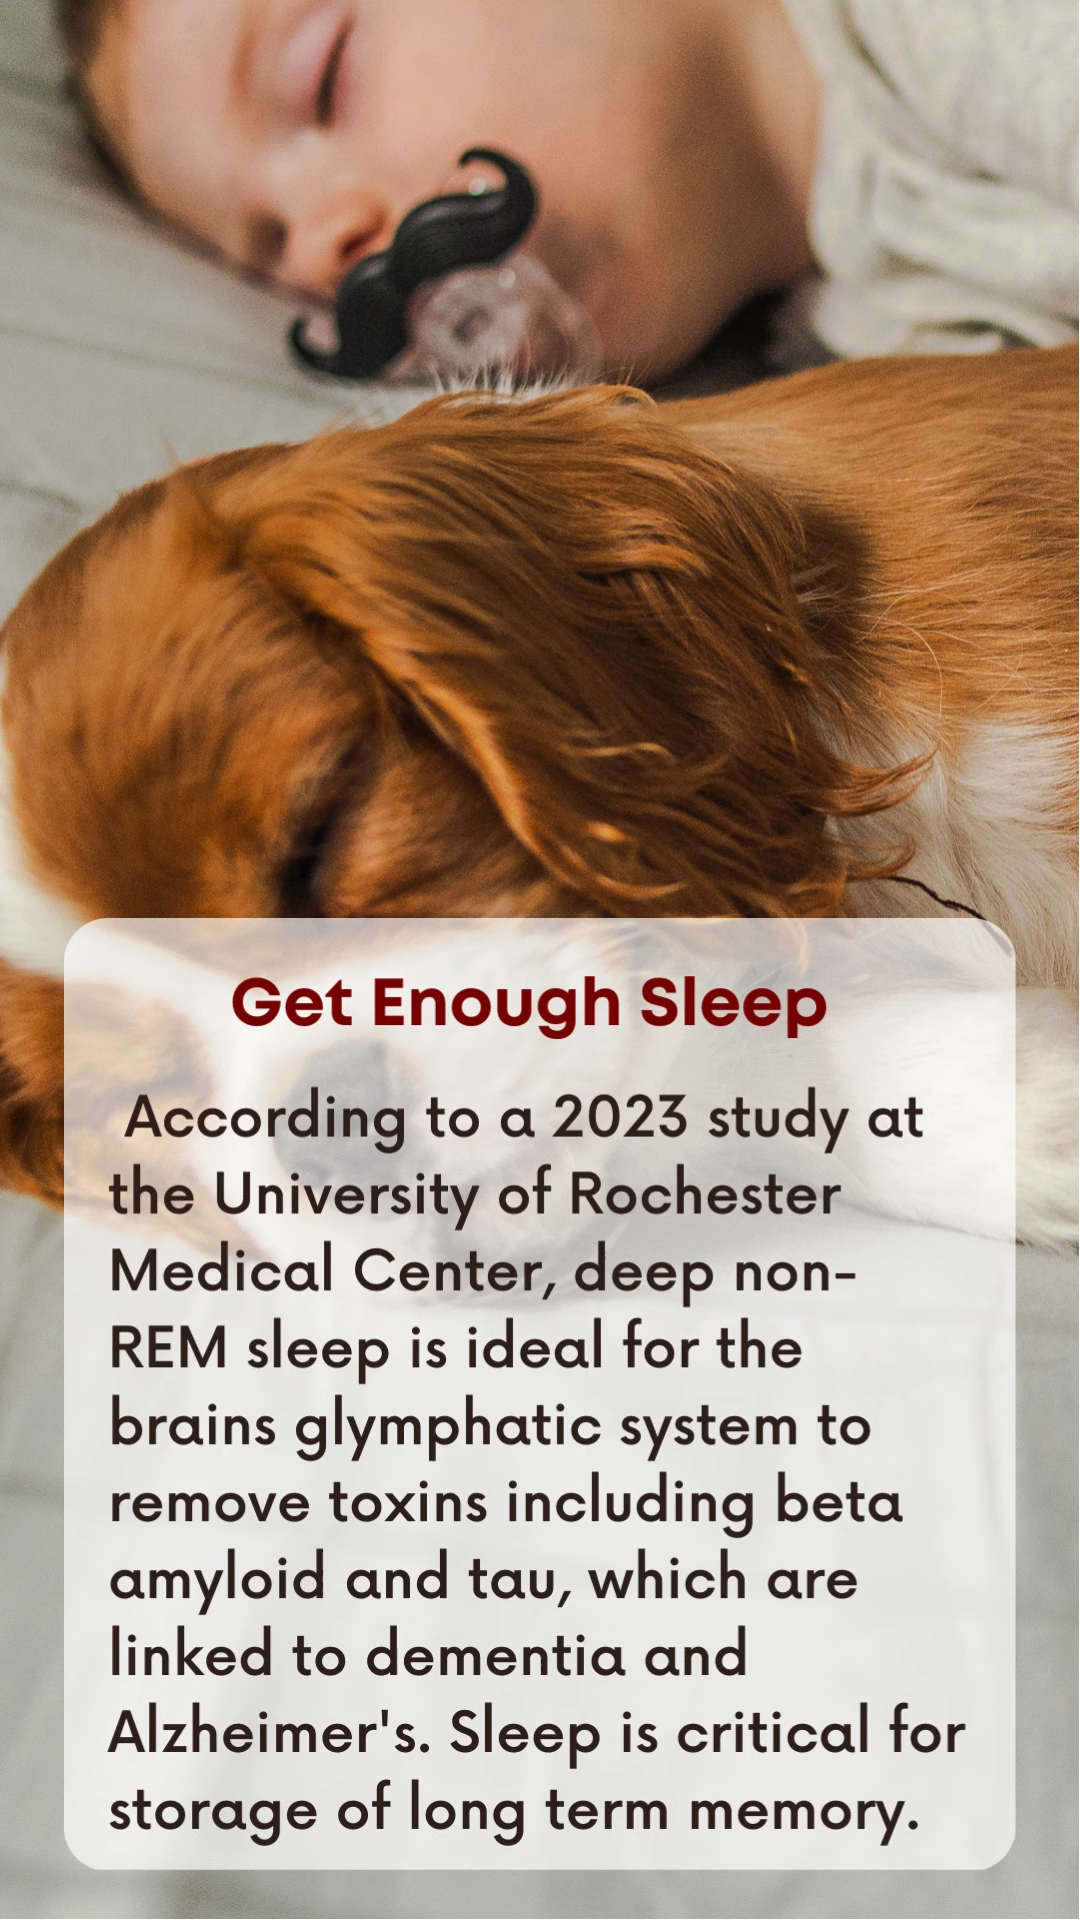 Get Enough Sleep
According to a 2023 study at
the University of Rochester
Medical Center, deep non-
REM sleep is ideal for the
brains glymphatic system to
remove toxins including beta
amyloid and tau, which are
linked to dementia and
Alzheimer's. Sleep is critical for
storage of long term memory.